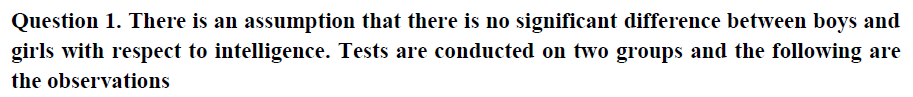 Question 1. There is an assumption that there is no significant difference between boys and
girls with respect to intelligence. Tests are conducted on two groups and the following are
the observations